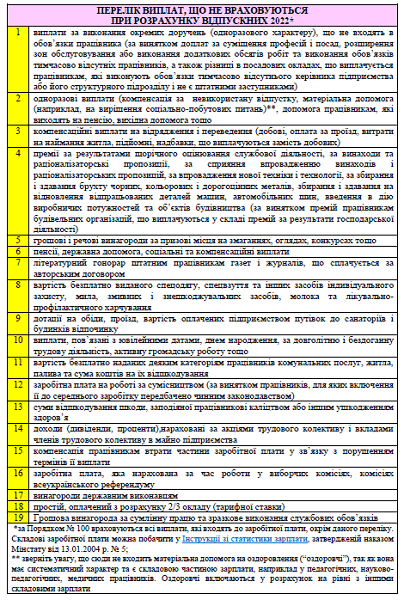 ПЕРЕЛІК ВИПЛАТ, ЩО НЕ ВРАХОВУЮТЬСЯ
ПРИ РОЗРАХУНКУ ВІДПУСКНИХ 2022*
1 виплати за виконання окремих доручень (одноразового характеру), що не входять в
обов’язки працівника (за винятком доплат за суміщення професій і посад, розширення
зон обслуговування або виконання додаткових обсягів робіт та виконання обов’язків
тимчасово відсутніх працівників, а також різниці в посадових окладах, що виплачується
працівникам, які виконують обов’язки тимчасово відсутнього керівника підприємства
або його структурного підрозділу і не є штатними заступниками)
2 одноразові виплати (компенсація за невикористану відпустку, матеріальна допомога
(наприклад, на вирішення соціально-побутових питань)**, допомога працівникам, які
виходять на пенсію, вихідна допомога тощо
3 компенсаційні виплати на відрядження і переведення (добові, оплата за проїзд, витрати
на наймання житла, підйомні, надбавки, що виплачуються замість добових)
4 премії за результатами щорічного оцінювання службової діяльності, за винаходи та
раціоналізаторські пропозиції, за сприяння впровадженню винаходів і
раціоналізаторських пропозицій, за впровадження нової техніки і технології, за збирання
і здавання брухту чорних, кольорових і дорогоцінних металів, збирання і здавання на
відновлення відпрацьованих деталей машин, автомобільних шин, введення в дію
виробничих потужностей та об’єктів будівництва (за винятком премій працівникам
будівельних організацій, що виплачуються у складі премій за результати господарської
діяльності)
5 грошові і речові винагороди за призові місця на змаганнях, оглядах, конкурсах тощо
6 пенсії, державна допомога, соціальні та компенсаційні виплати
7 літературний гонорар штатним працівникам газет і журналів, що сплачується за
авторським договором
8 вартість безплатно виданого спецодягу, спецвзуття та інших засобів індивідуального
захисту, мила, змивних і знешкоджувальних засобів, молока та лікувально-
профілактичного харчування
9 дотації на обіди, проїзд, вартість оплачених підприємством путівок до санаторіїв і
будинків відпочинку
10 виплати, пов’язані з ювілейними датами, днем народження, за довголітню і бездоганну
трудову діяльність, активну громадську роботу тощо
11 вартість безплатно наданих деяким категоріям працівників комунальних послуг, житла,
палива та сума коштів на їх відшкодування
12 заробітна плата на роботі за сумісництвом (за винятком працівників, для яких включення
її до середнього заробітку передбачено чинним законодавством)
13 суми відшкодування шкоди, заподіяної працівникові каліцтвом або іншим ушкодженням
здоров’я
14 доходи (дивіденди, проценти),нараховані за акціями трудового колективу і вкладами
членів трудового колективу в майно підприємства
15 компенсація працівникам втрати частини заробітної плати у зв’язку з порушенням
термінів її виплати
16 заробітна плата, яка нарахована за час роботи у виборчих комісіях, комісіях
всеукраїнського референдуму
17 винагороди державним виконавцям
18 простій, оплачений з розрахунку 2/3 окладу (тарифної ставки)
19 Грошова винагорода за сумлінну працю та зразкове виконання службових обов’язків
*за Порядком № 100 враховуються всі виплати, які входять до заробітної плати, окрім даного переліку.
Складові заробітної плати можна побачити у Інструкції зі статистики зарплати, затвердженій наказом
Мінстату від 13.01.2004 р. № 5;
** зверніть увагу, що сюди не входить матеріальна допомога на оздоровлення ("оздоровчі"), так як вона
має систематичний характер та є складовою частиною зарплати, наприклад у педагогічних, науково-
педагогічних, медичних працівників. Оздоровчі включаються у розрахунок на рівні з іншими
складовими зарплати